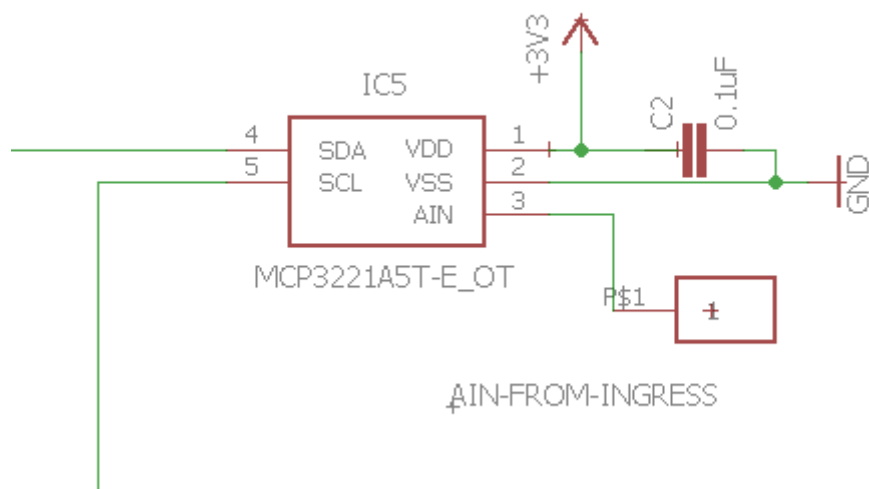 +3V3
C2
0.1uF
IC5
4 SDA VDD 1
5 SCL VSS 2
AIN 3
GND
MCP3221A5T-E_OT
P$1
1
AIN-FROM-INGRESS